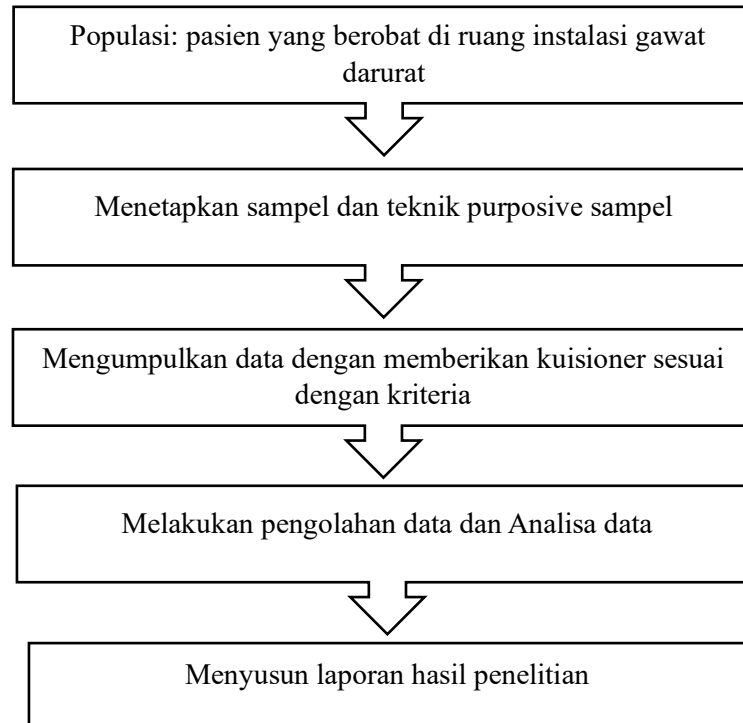 Populasi: pasien yang berobat di ruang instalasi gawat
darurat
Menetapkan sampel dan teknik purposive sampel
Mengumpulkan data dengan memberikan kuisioner sesuai
dengan kriteria
Melakukan pengolahan data dan Analisa data
Menyusun laporan hasil penelitian